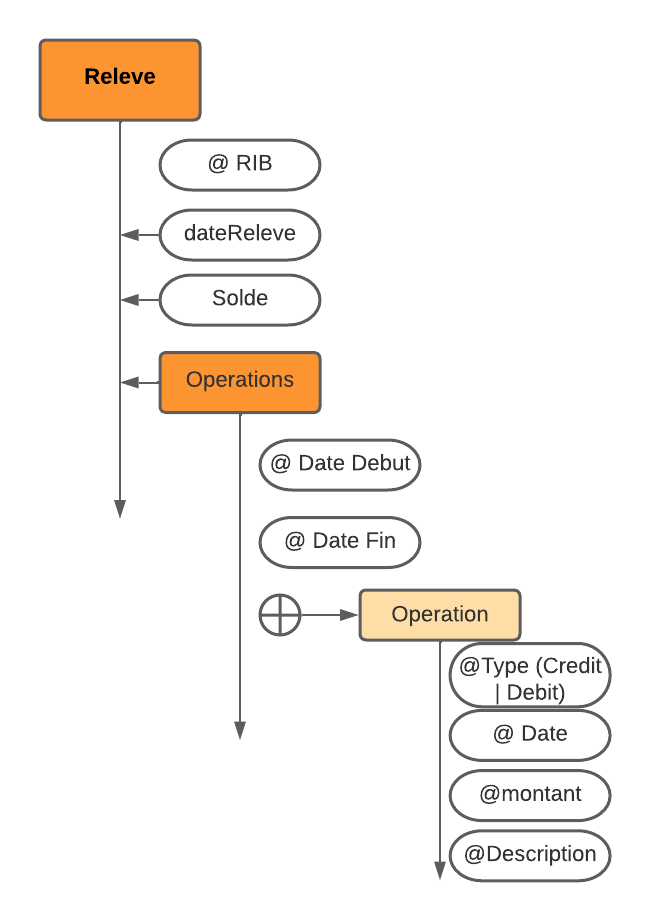 Releve
@ RIB
dateReleve
Solde
Operations
@ Date Debut
@ Date Fin
Operation
@Type (Credit
| Debit)
@ Date
@montant
@Description